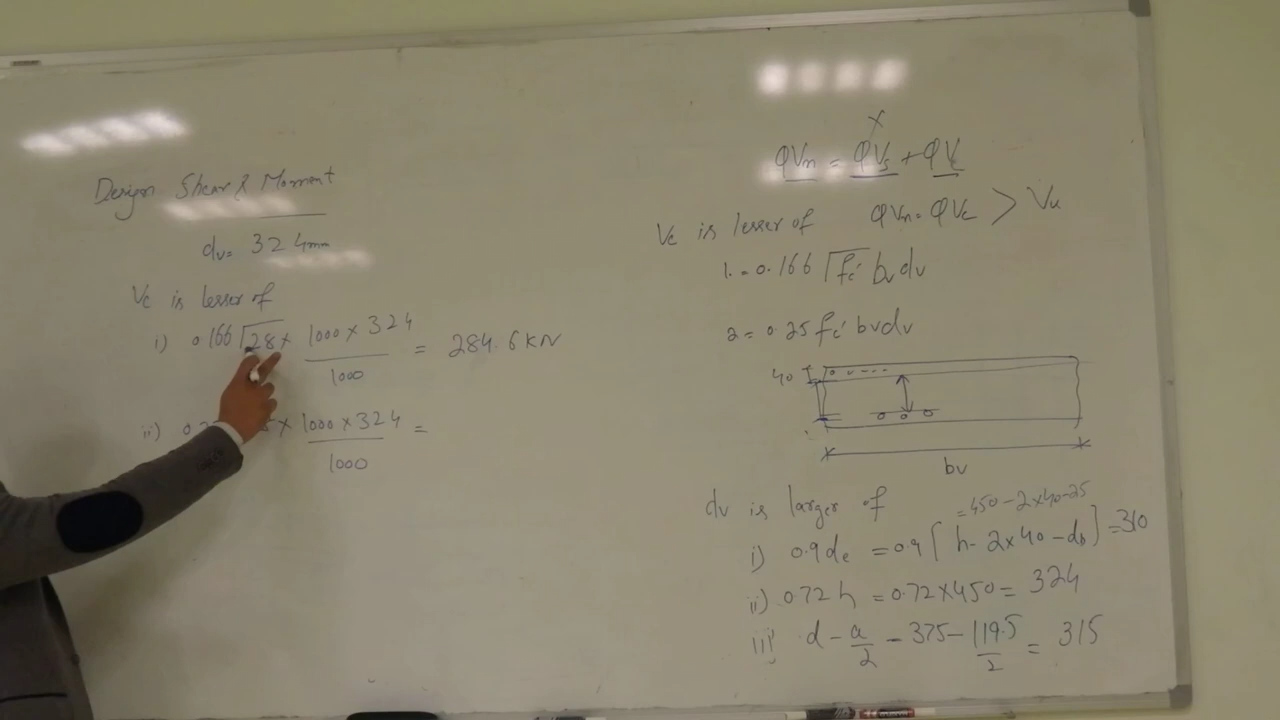 Design Shear & Moment
dv= 324mm
Vc is lesser of
i) 0.166 √28 × 1000 × 324 / 1000 = 284.6 KN
ii) 0. × 1000 × 324 / 1000 =
X
φVn = φVs + φVc
Vc is lesser of φVn = φVc > Vu
1. = 0.166 √fc' bv dv
2 = 0.25 fc' bv dv
40
bv
dv is larger of
= 450 - 2×40-25
i) 0.9de = 0.9 [ h - 2×40 - db ] = 310
ii) 0.72 h = 0.72×450 = 324
iii) d - a/2 - 375 - 119.5/2 = 315